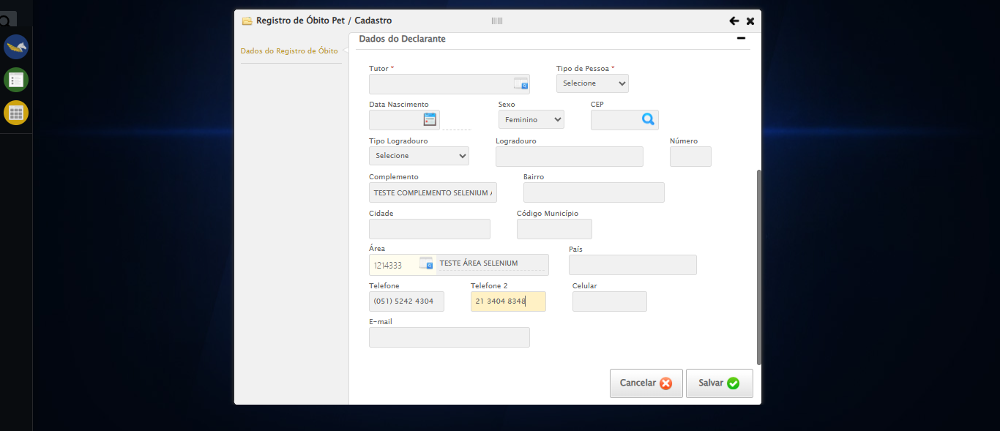 Registro de Óbito Pet / Cadastro
Dados do Registro de Óbito
Dados do Declarante
Tutor * Tipo de Pessoa *
Selecione
Data Nascimento Sexo CEP
Feminino
Tipo Logradouro Logradouro Número
Selecione
Complemento Bairro
TESTE COMPLEMENTO SELENIUM
Cidade Código Município
Área País
1214333 TESTE ÁREA SELENIUM
Telefone Telefone 2 Celular
(051) 5242 4304 21 3404 8348
E-mail
Cancelar Salvar